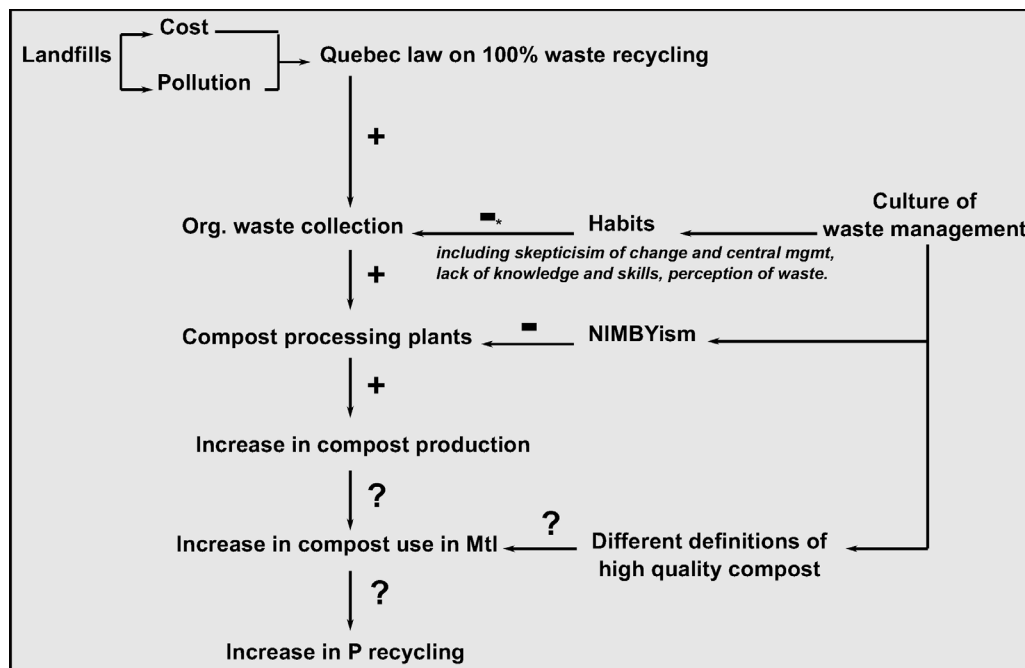 Cost
Landfills
Quebec law on 100% waste recycling
Pollution
+
Culture of
waste management
-*
Org. waste collection
Habits
including skepticisim of change and central mgmt,
lack of knowledge and skills, perception of waste.
+
-
Compost processing plants
NIMBYism
+
Increase in compost production
?
?
Increase in compost use in Mtl
Different definitions of
high quality compost
?
Increase in P recycling